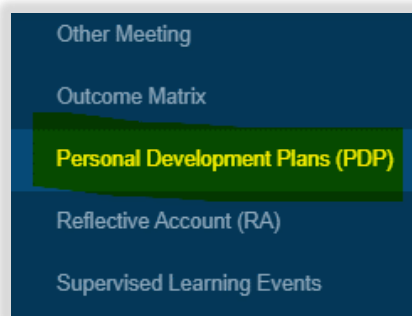 Other Meeting
Outcome Matrix
Personal Development Plans (PDP)
Reflective Account (RA)
Supervised Learning Events